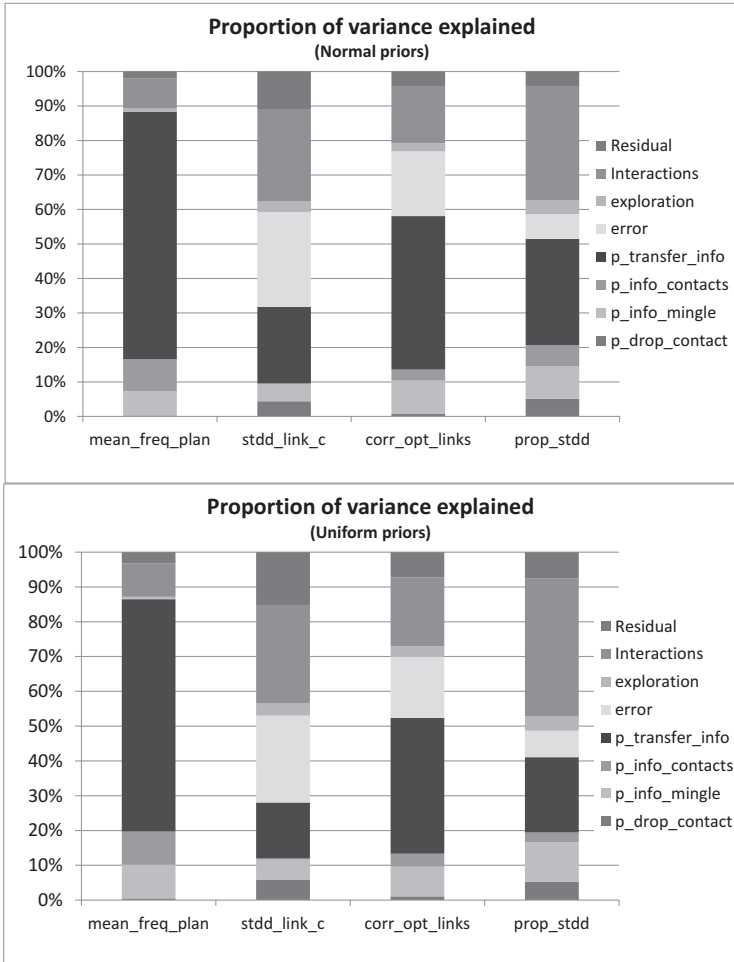 Proportion of variance explained
(Normal priors)
100%
90%
80%
70%
60%
50%
40%
30%
20%
10%
0%
mean_freq_plan
stdd_link_c
corr_opt_links
prop_stdd
Residual
Interactions
exploration
error
p_transfer_info
p_info_contacts
p_info_mingle
p_drop_contact
Proportion of variance explained
(Uniform priors)
100%
90%
80%
70%
60%
50%
40%
30%
20%
10%
0%
mean_freq_plan
stdd_link_c
corr_opt_links
prop_stdd
Residual
Interactions
exploration
error
p_transfer_info
p_info_contacts
p_info_mingle
p_drop_contact